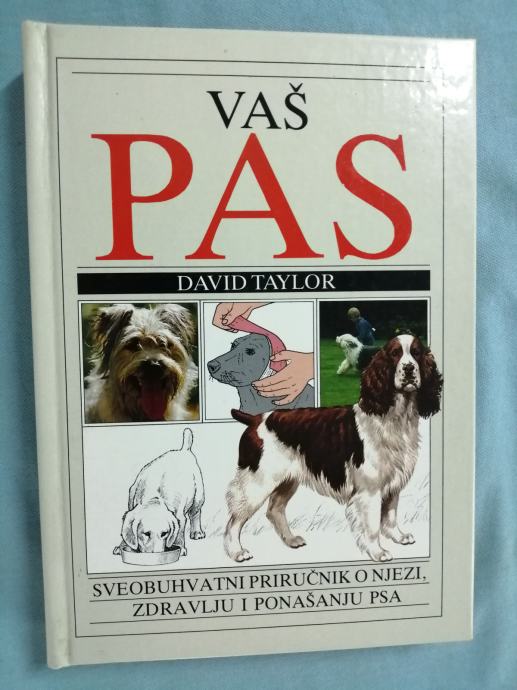 VAŠ
PAS
DAVID TAYLOR
SVEOBUHVATNI PRIRUČNIK O NJEZI,
ZDRAVLJU I PONAŠANJU PSA